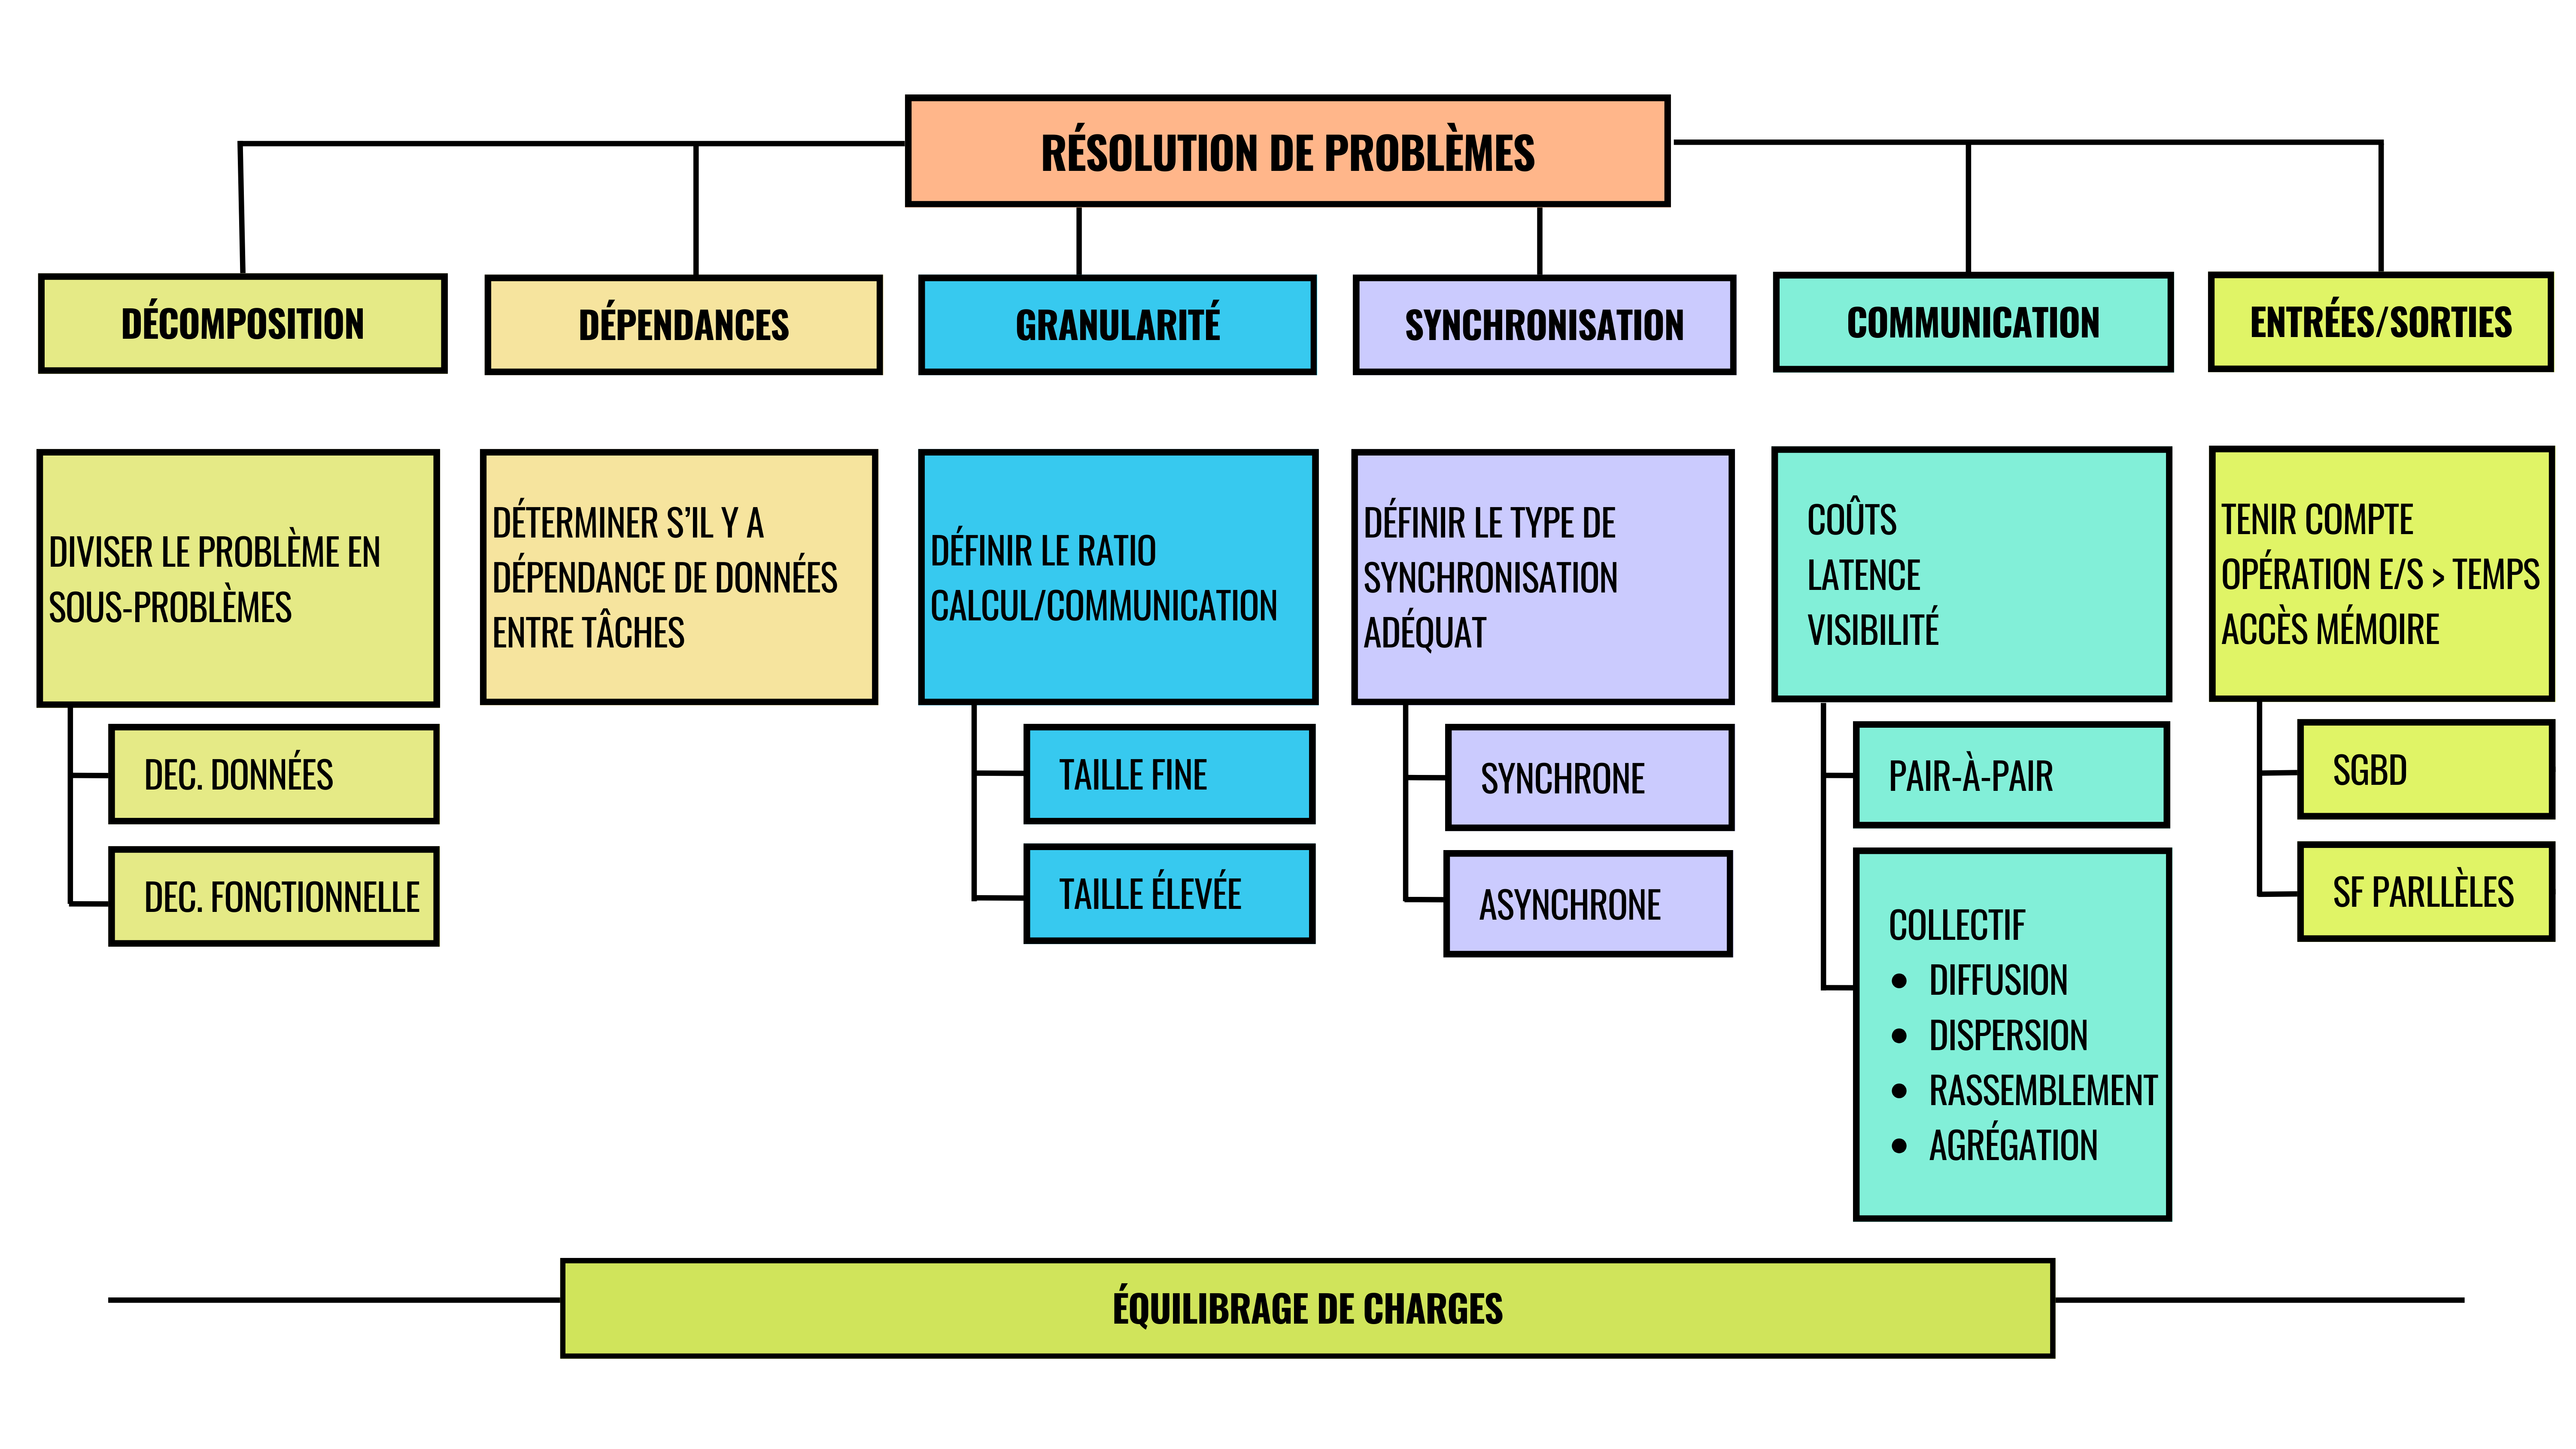 RÉSOLUTION DE PROBLÈMES
DÉCOMPOSITION
DÉPENDANCES
GRANULARITÉ
SYNCHRONISATION
COMMUNICATION
ENTRÉES/SORTIES
DIVISER LE PROBLÈME EN
SOUS-PROBLÈMES
DEC. DONNÉES
DEC. FONCTIONNELLE
DÉTERMINER S’IL Y A
DÉPENDANCE DE DONNÉES
ENTRE TÂCHES
DÉFINIR LE RATIO
CALCUL/COMMUNICATION
TAILLE FINE
TAILLE ÉLEVÉE
DÉFINIR LE TYPE DE
SYNCHRONISATION
ADÉQUAT
SYNCHRONE
ASYNCHRONE
COÛTS
LATENCE
VISIBILITÉ
PAIR-À-PAIR
COLLECTIF
• DIFFUSION
• DISPERSION
• RASSEMBLEMENT
• AGRÉGATION
TENIR COMPTE
OPÉRATION E/S > TEMPS
ACCÈS MÉMOIRE
SGBD
SF PARLLÈLES
ÉQUILIBRAGE DE CHARGES